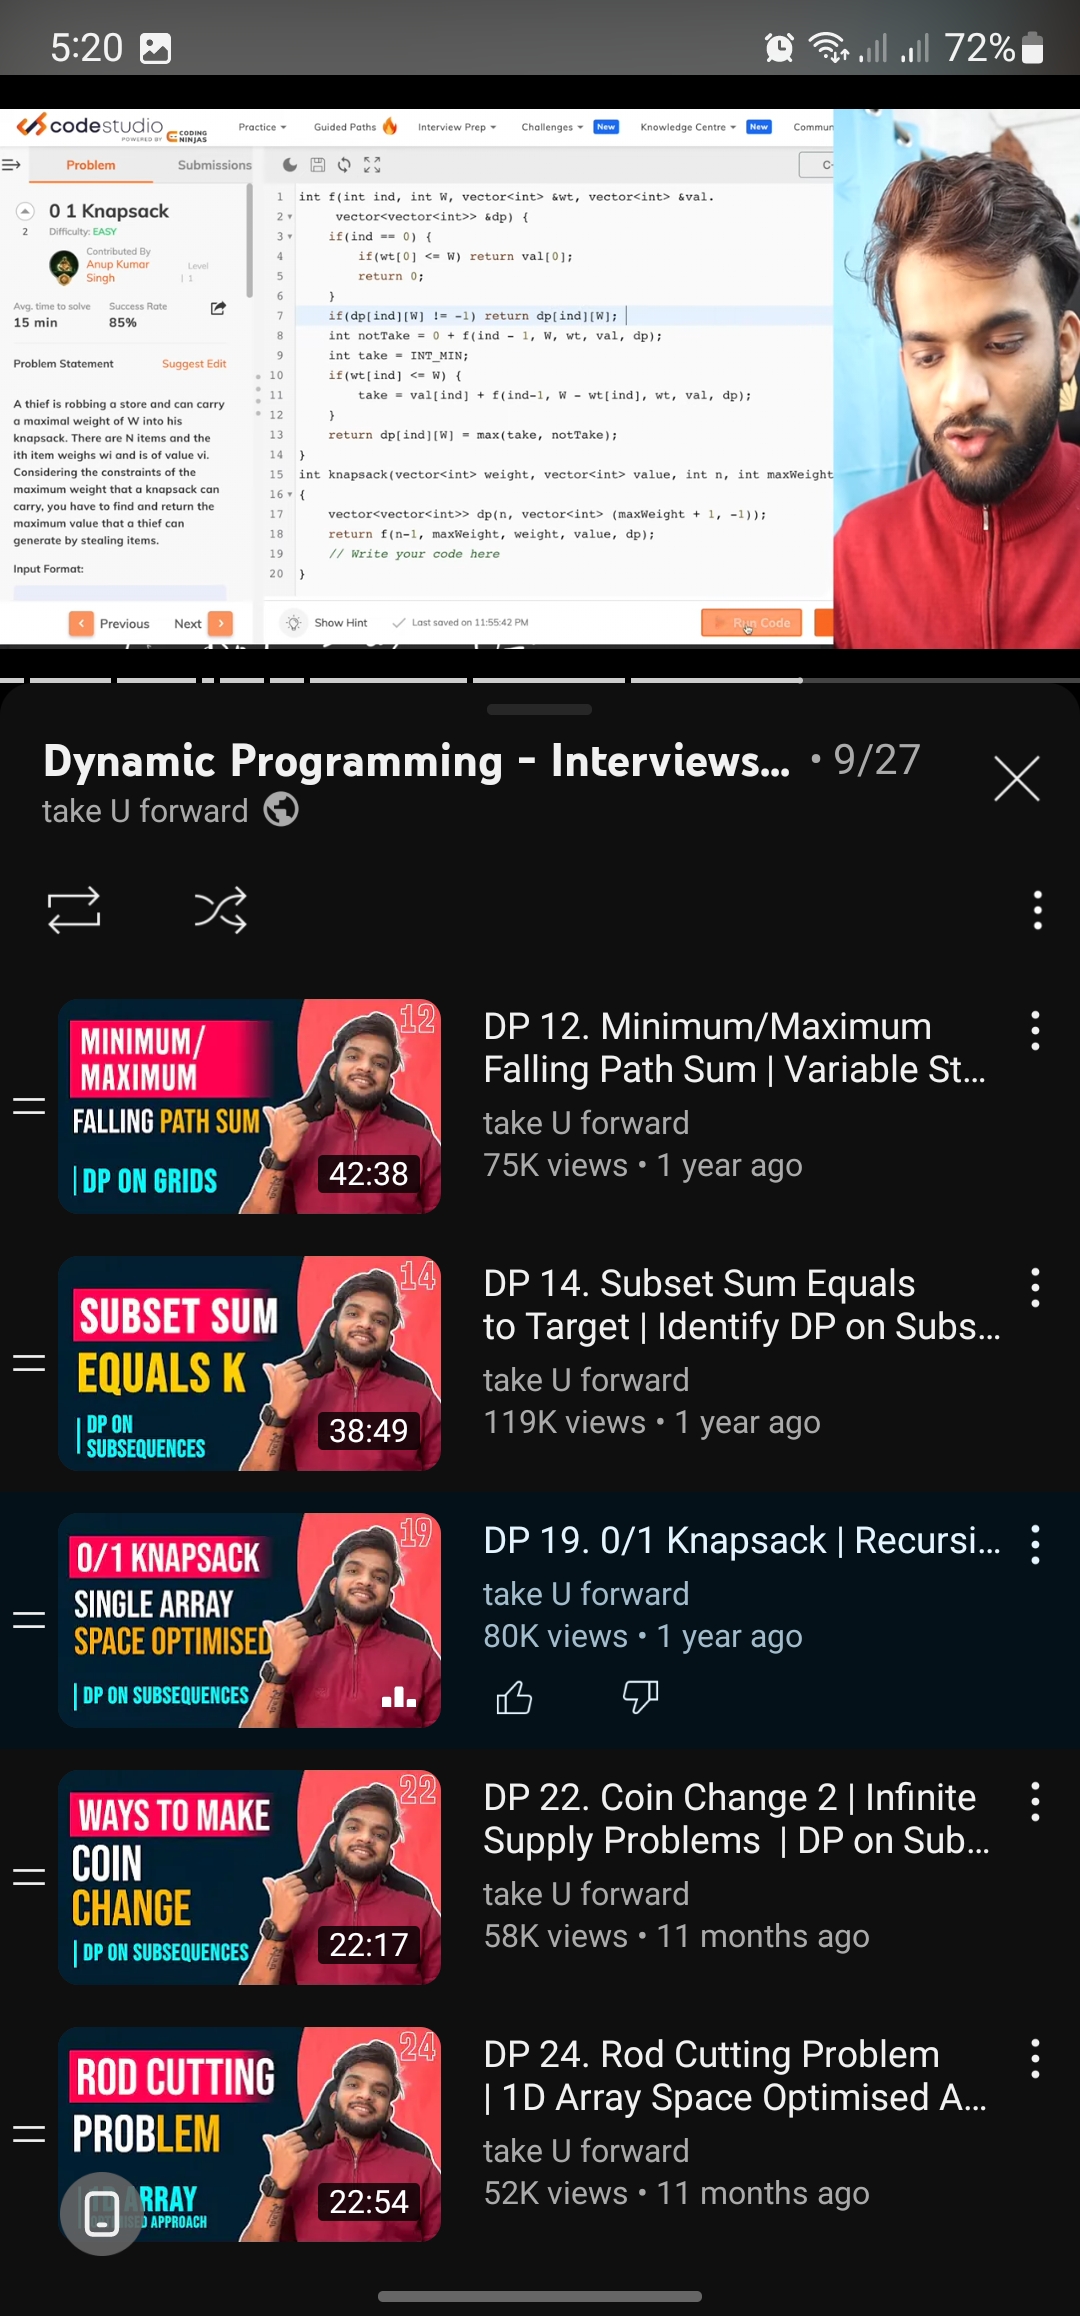 5:20
72%
codestudio
POWERED BY CODING NINJAS
Practice
Guided Paths
Interview Prep
Challenges New
Knowledge Centre New
Commun
Problem
Submissions
C-
0 1 Knapsack
2
Difficulty: EASY
Contributed By
Anup Kumar
Singh
Level
1
Avg. time to solve
Success Rate
15 min
85%
Problem Statement
Suggest Edit
A thief is robbing a store and can carry
a maximal weight of W into his
knapsack. There are N items and the
ith item weighs wi and is of value vi.
Considering the constraints of the
maximum weight that a knapsack can
carry, you have to find and return the
maximum value that a thief can
generate by stealing items.
Input Format:
Previous
Next
1 int f(int ind, int W, vector<int> &wt, vector<int> &val.
2 vector<vector<int>> &dp) {
3 if(ind == 0) {
4 if(wt[0] <= W) return val[0];
5 return 0;
6 }
7 if(dp[ind][W] != -1) return dp[ind][W];
8 int notTake = 0 + f(ind - 1, W, wt, val, dp);
9 int take = INT_MIN;
10 if(wt[ind] <= W) {
11 take = val[ind] + f(ind-1, W - wt[ind], wt, val, dp);
12 }
13 return dp[ind][W] = max(take, notTake);
14 }
15 int knapsack(vector<int> weight, vector<int> value, int n, int maxWeight
16 {
17 vector<vector<int>> dp(n, vector<int> (maxWeight + 1, -1));
18 return f(n-1, maxWeight, weight, value, dp);
19 // Write your code here
20 }
Show Hint
Last saved on 11:55:42 PM
Run Code
Dynamic Programming - Interviews... • 9/27
take U forward
12
MINIMUM/
MAXIMUM
FALLING PATH SUM
DP ON GRIDS
42:38
DP 12. Minimum/Maximum
Falling Path Sum | Variable St...
take U forward
75K views • 1 year ago
14
SUBSET SUM
EQUALS K
DP ON
SUBSEQUENCES
38:49
DP 14. Subset Sum Equals
to Target | Identify DP on Subs...
take U forward
119K views • 1 year ago
19
0/1 KNAPSACK
SINGLE ARRAY
SPACE OPTIMISED
DP ON SUBSEQUENCES
DP 19. 0/1 Knapsack | Recursi...
take U forward
80K views • 1 year ago
22
WAYS TO MAKE
COIN
CHANGE
DP ON SUBSEQUENCES
22:17
DP 22. Coin Change 2 | Infinite
Supply Problems | DP on Sub...
take U forward
58K views • 11 months ago
24
ROD CUTTING
PROBLEM
ARRAY
APPROACH
22:54
DP 24. Rod Cutting Problem
| 1D Array Space Optimised A...
take U forward
52K views • 11 months ago